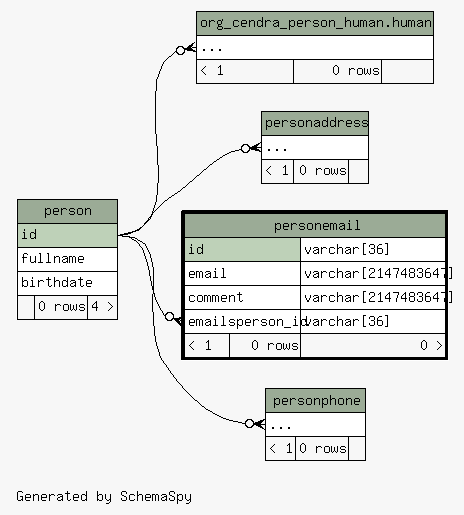 org_cendra_person_human.human
...
< 1 0 rows
personaddress
...
< 1 0 rows
person
id
fullname
birthdate
0 rows 4 >
personemail
id varchar[36]
email varchar[2147483647]
comment varchar[2147483647]
emailsperson_id varchar[36]
< 1 0 rows 0 >
personphone
...
< 1 0 rows
Generated by SchemaSpy